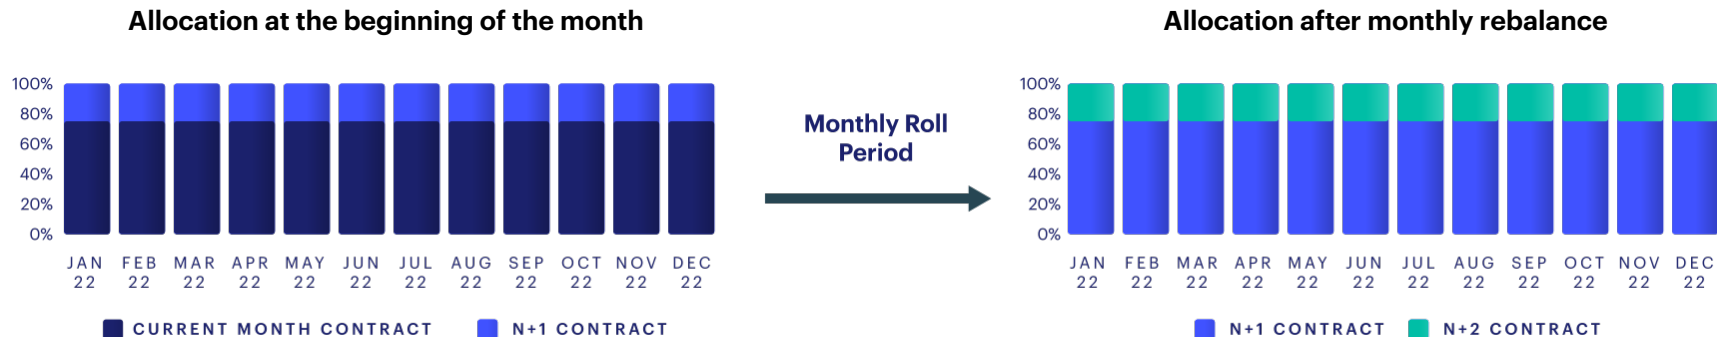 Allocation at the beginning of the month
100%
80%
60%
40%
20%
0%
JAN FEB MAR APR MAY JUN JUL AUG SEP OCT NOV DEC
22 22 22 22 22 22 22 22 22 22 22 22
CURRENT MONTH CONTRACT N+1 CONTRACT
Monthly Roll
Period
Allocation after monthly rebalance
100%
80%
60%
40%
20%
0%
JAN FEB MAR APR MAY JUN JUL AUG SEP OCT NOV DEC
22 22 22 22 22 22 22 22 22 22 22 22
N+1 CONTRACT N+2 CONTRACT